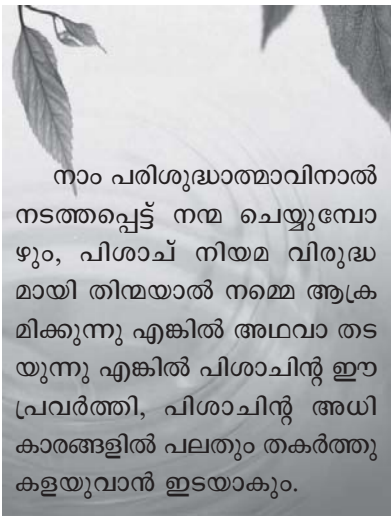 നാം പരിശുദ്ധാത്മാവിനാൽ
നടത്തപ്പെട്ട് നന്മ ചെയ്യുമ്പോ
ഴും, പിശാച് നിയമ വിരുദ്ധ
മായി തിന്മയാൽ നമ്മെ ആക്ര
മിക്കുന്നു എങ്കിൽ അഥവാ തട
യുന്നു എങ്കിൽ പിശാചിന്റ ഈ
പ്രവർത്തി, പിശാചിന്റ അധി
കാരങ്ങളിൽ പലതും തകർത്തു
കളയുവാൻ ഇടയാകും.